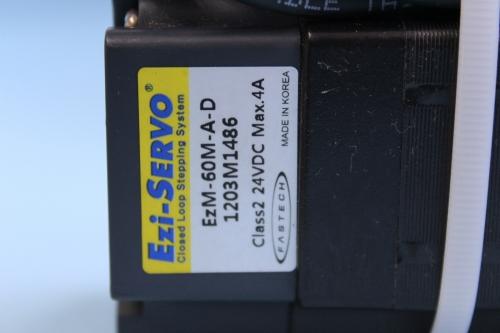 Ezi-SERVO®
Closed Loop Stepping System
EzM-60M-A-D
1203M1486
Class2 24VDC Max.4A
FASTECH
MADE IN KOREA